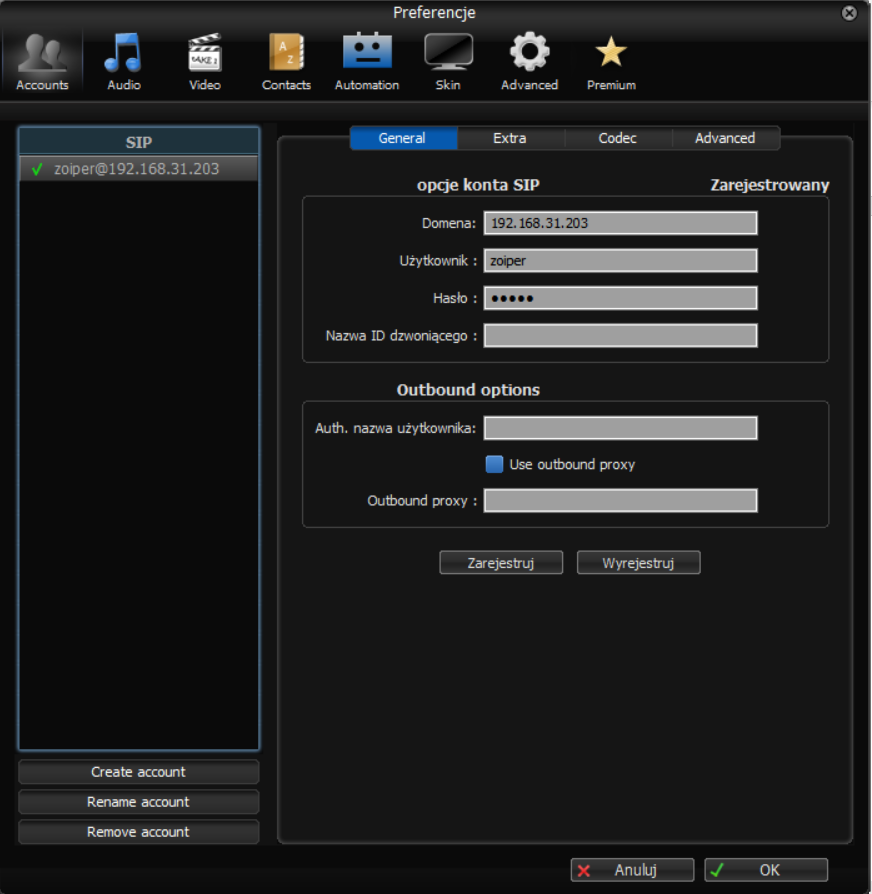 Preferencje
A
Z
TAKE 2
Accounts Audio Video Contacts Automation Skin Advanced Premium
SIP
zoiper@192.168.31.203
General Extra Codec Advanced
opcje konta SIP Zarejestrowany
Domena: 192.168.31.203
Użytkownik : zoiper
Hasło : •••••
Nazwa ID dzwoniącego :
Outbound options
Auth. nazwa użytkownika:
Use outbound proxy
Outbound proxy :
Zarejestruj Wyrejestruj
Create account
Rename account
Remove account
Anuluj OK